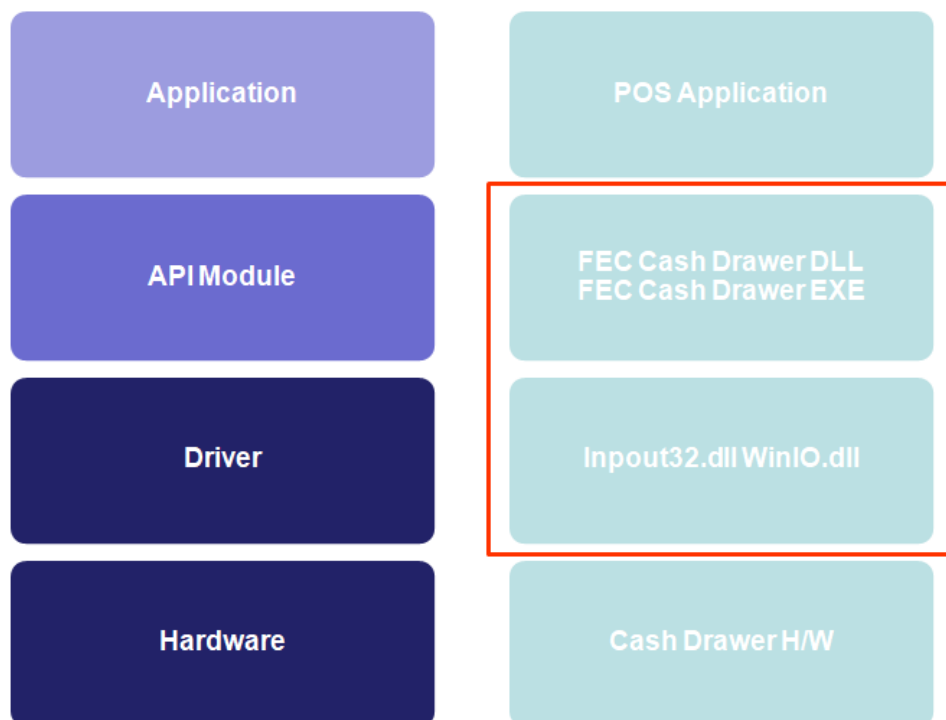 Application
POS Application
API Module
FEC Cash Drawer DLL
FEC Cash Drawer EXE
Driver
Inpout32.dll WinIO.dll
Hardware
Cash Drawer H/W